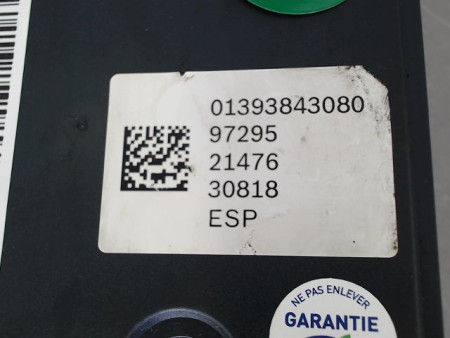 01393843080
97295
21476
30818
ESP
NE PAS ENLEVER
GARANTIE